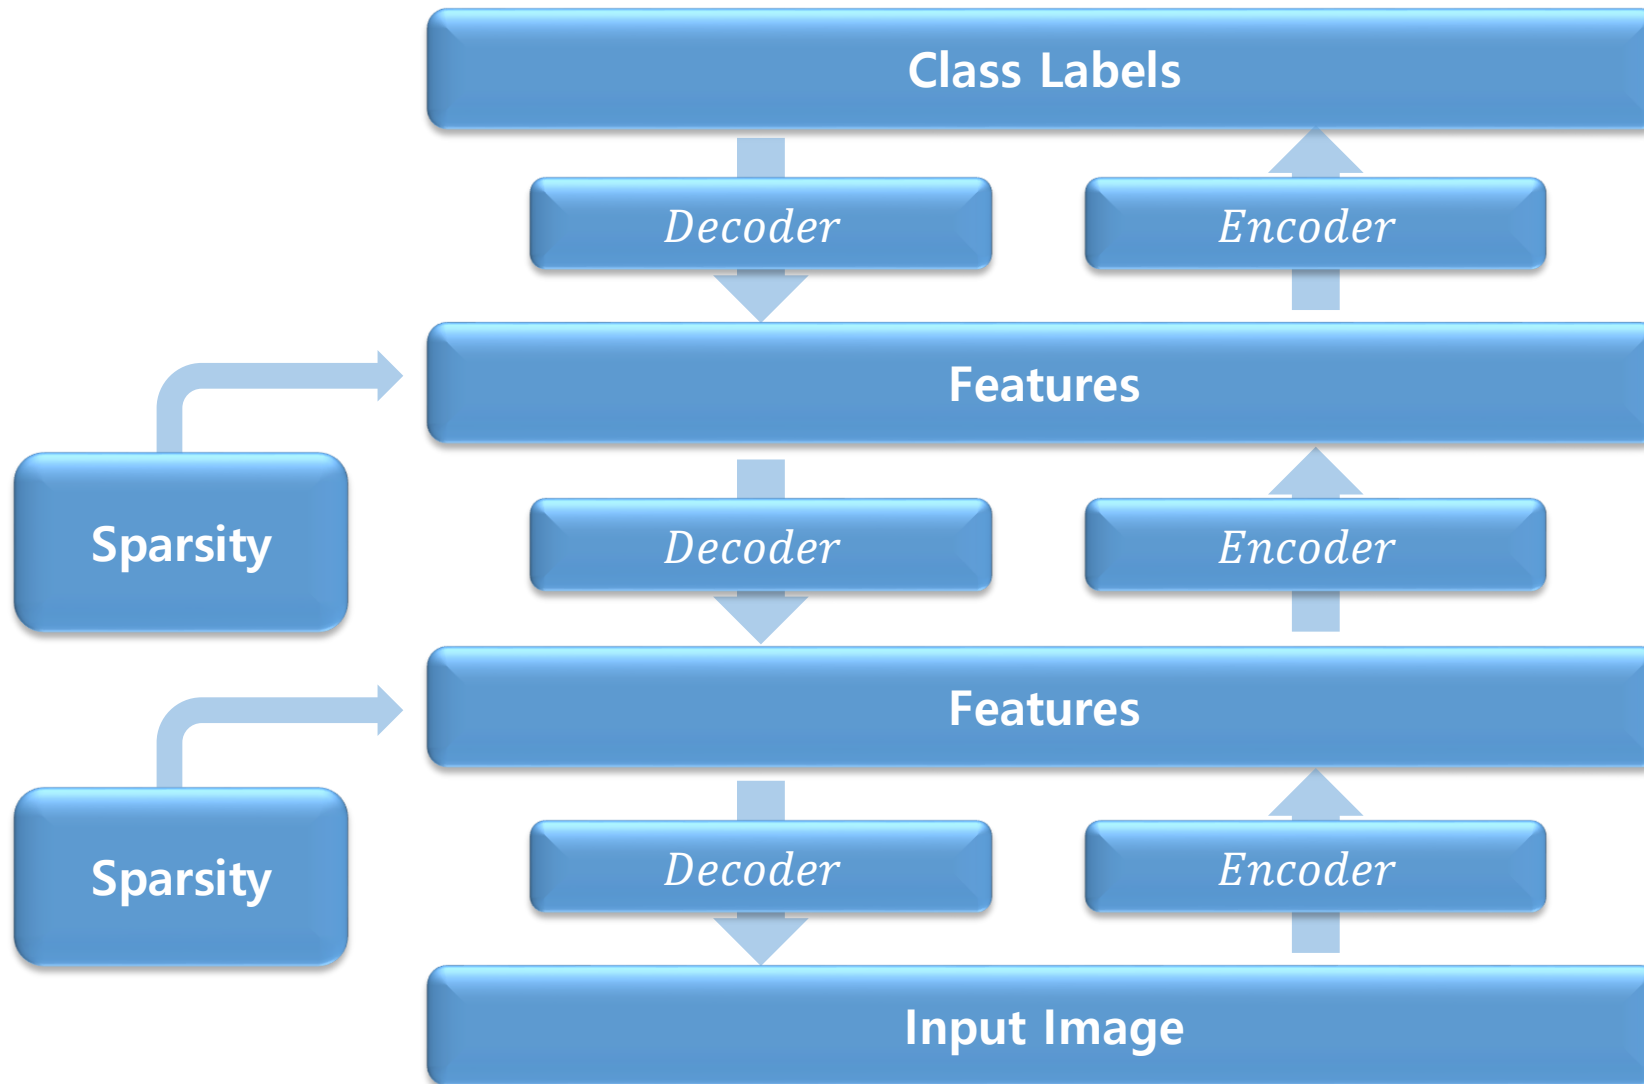 Class Labels
Decoder
Encoder
Features
Sparsity
Decoder
Encoder
Features
Sparsity
Decoder
Encoder
Input Image